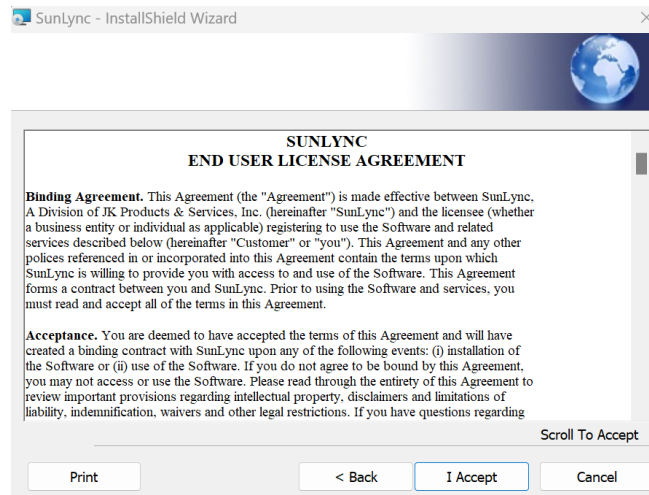 SunLync - InstallShield Wizard
SUNLYNC
END USER LICENSE AGREEMENT
Binding Agreement. This Agreement (the "Agreement") is made effective between SunLync,
A Division of JK Products & Services, Inc. (hereinafter "SunLync") and the licensee (whether
a business entity or individual as applicable) registering to use the Software and related
services described below (hereinafter "Customer" or "you"). This Agreement and any other
polices referenced in or incorporated into this Agreement contain the terms upon which
SunLync is willing to provide you with access to and use of the Software. This Agreement
forms a contract between you and SunLync. Prior to using the Software and services, you
must read and accept all of the terms in this Agreement.
Acceptance. You are deemed to have accepted the terms of this Agreement and will have
created a binding contract with SunLync upon any of the following events: (i) installation of
the Software or (ii) use of the Software. If you do not agree to be bound by this Agreement,
you may not access or use the Software. Please read through the entirety of this Agreement to
review important provisions regarding intellectual property, disclaimers and limitations of
liability, indemnification, waivers and other legal restrictions. If you have questions regarding
Scroll To Accept
Print
< Back
I Accept
Cancel